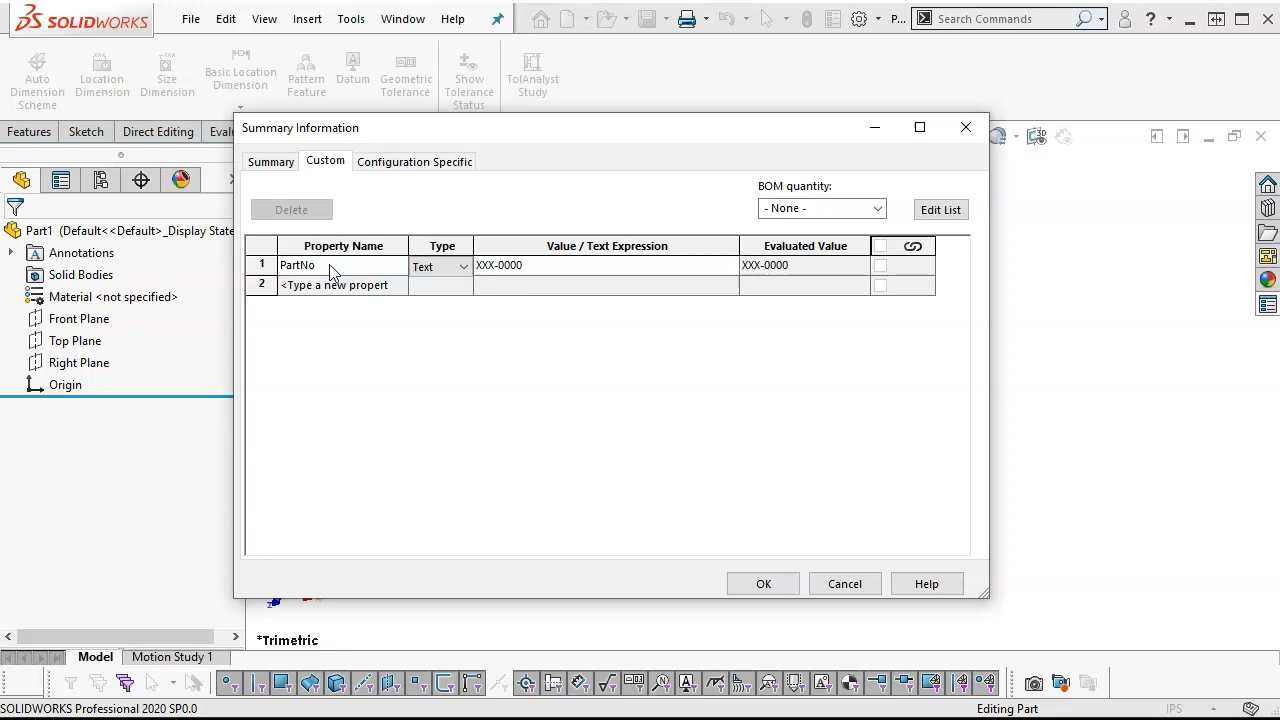 SOLIDWORKS
File Edit View Insert Tools Window Help
P...
Search Commands
Auto Dimension Scheme
Location Dimension
Size Dimension
Basic Location Dimension
Pattern Feature
Datum
Geometric Tolerance
Show Tolerance Status
TolAnalyst Study
Features Sketch Direct Editing Evalu
Summary Information
Summary Custom Configuration Specific
BOM quantity:
Delete
- None -
Edit List
Property Name Type Value / Text Expression Evaluated Value
1 PartNo Text XXX-0000 XXX-0000
2 <Type a new propert
OK Cancel Help
Part1 (Default<<Default>_Display State
Annotations
Solid Bodies
Material <not specified>
Front Plane
Top Plane
Right Plane
Origin
*Trimetric
Model Motion Study 1
SOLIDWORKS Professional 2020 SP0.0
Editing Part
IPS